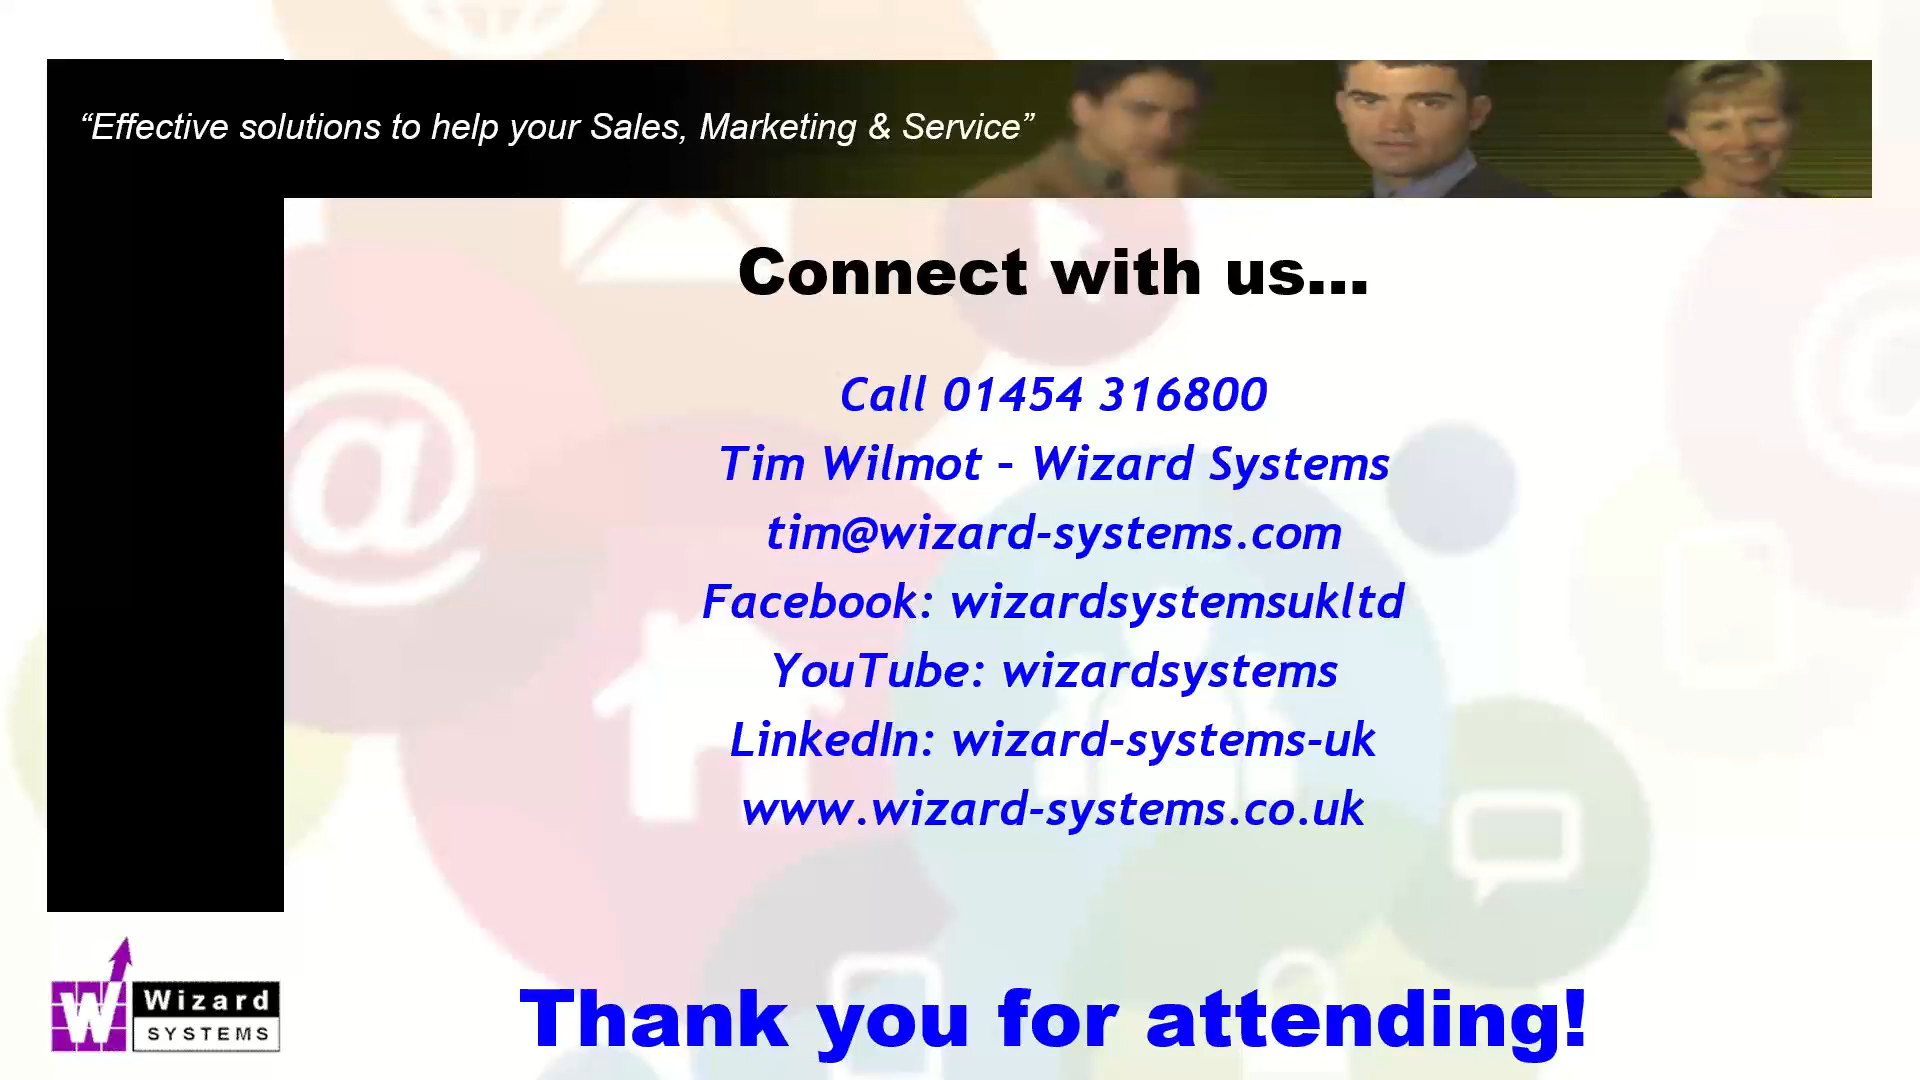 “Effective solutions to help your Sales, Marketing & Service”
Connect with us...
Call 01454 316800
Tim Wilmot – Wizard Systems
tim@wizard-systems.com
Facebook: wizardsystemsukltd
YouTube: wizardsystems
LinkedIn: wizard-systems-uk
www.wizard-systems.co.uk
W Wizard
SYSTEMS
Thank you for attending!